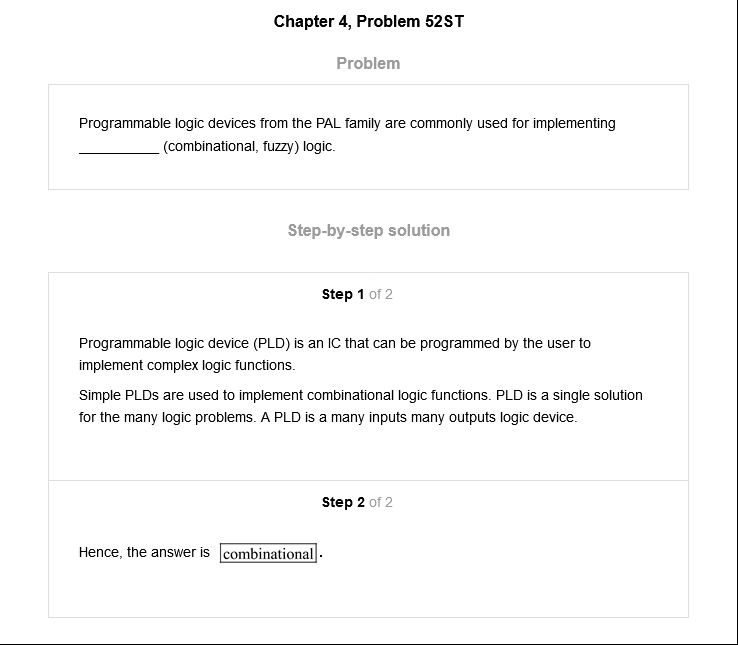 Chapter 4, Problem 52ST
Problem
Programmable logic devices from the PAL family are commonly used for implementing
___________ (combinational, fuzzy) logic.
Step-by-step solution
Step 1 of 2
Programmable logic device (PLD) is an IC that can be programmed by the user to
implement complex logic functions.
Simple PLDs are used to implement combinational logic functions. PLD is a single solution
for the many logic problems. A PLD is a many inputs many outputs logic device.
Step 2 of 2
Hence, the answer is combinational.